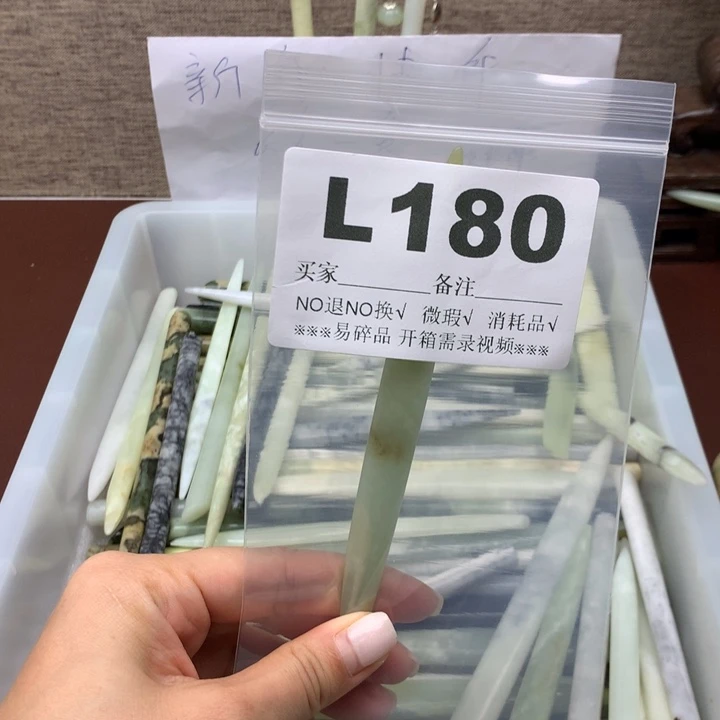 新
L180
买家________备注________
NO退NO换√ 微瑕√ 消耗品√
※※※易碎品 开箱需录视频※※※